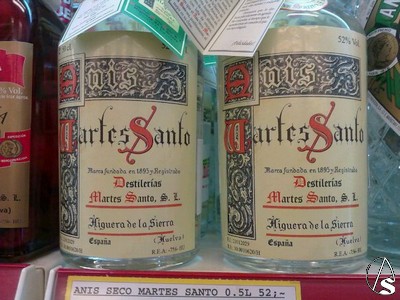 52% Vol.
Anis
Martes Santo
Marca fundada en 1895 y Registrada
Destilerías
Martes Santo, S. L.
Higuera de la Sierra
España (Huelva)
Anis
52% Vol.
Martes Santo
Marca fundada en 1895 y Registrada
Destilerías
Martes Santo, S. L.
Higuera de la Sierra
España (Huelva)
ANIS SECO MARTES SANTO 0.5L 52;-